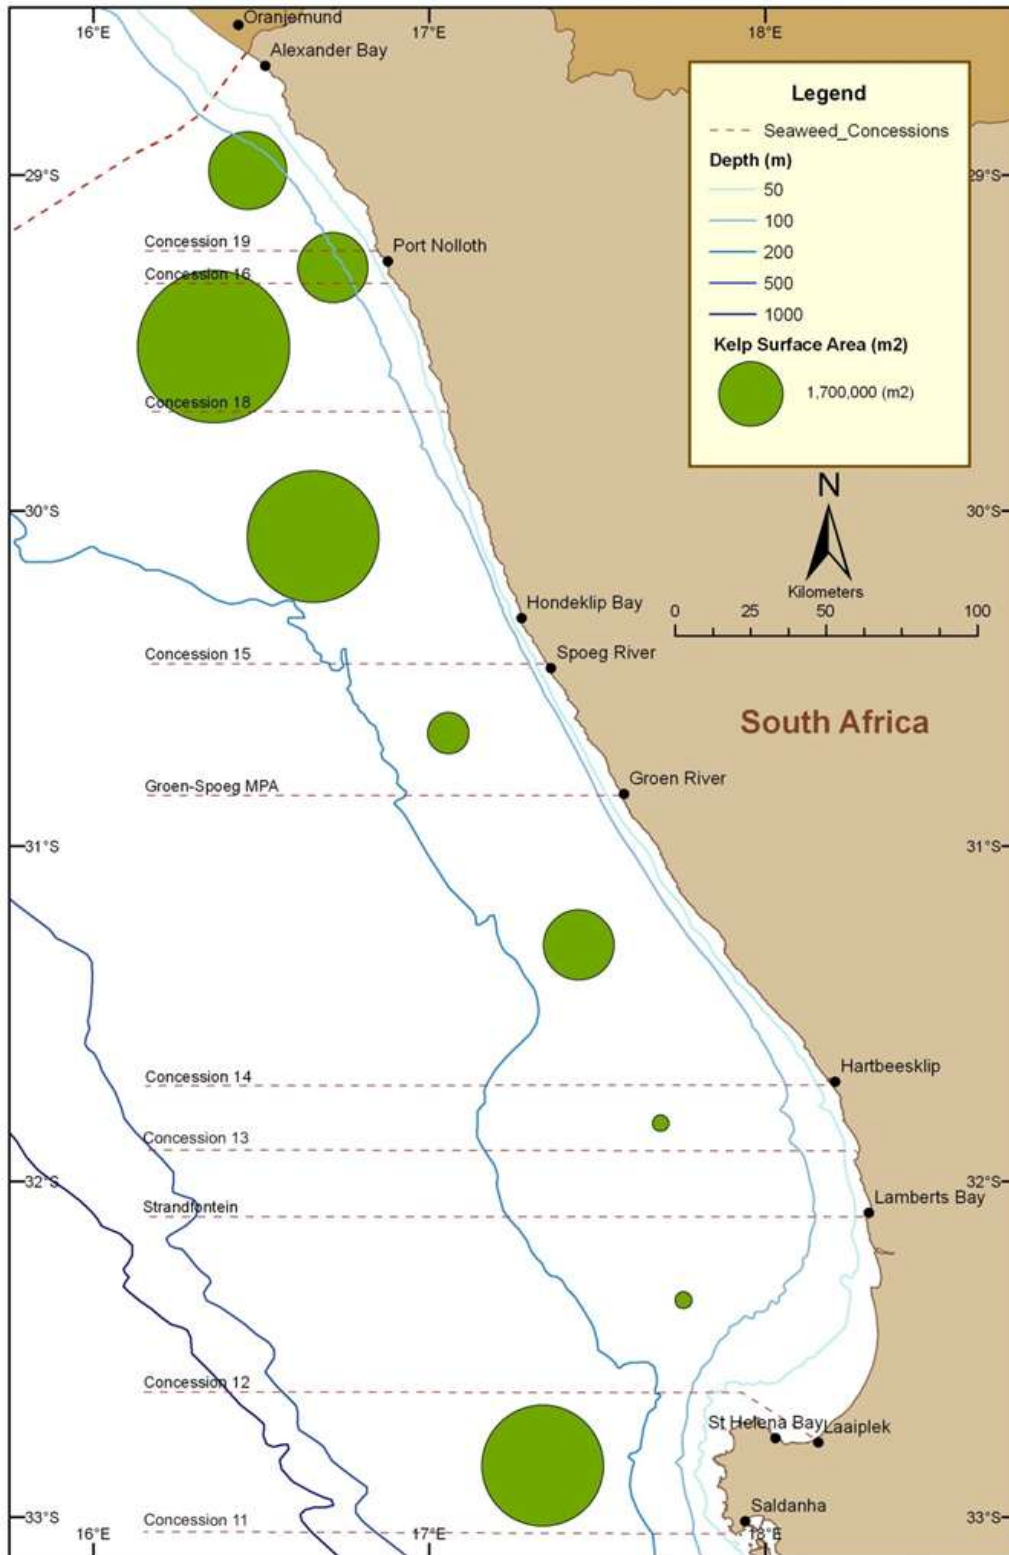 16°E
17°E
18°E
Oranjemund
Alexander Bay
Legend
Seaweed_Concessions
Depth (m)
50
100
200
500
1000
Kelp Surface Area (m2)
1,700,000 (m2)
29°S
29°S
Concession 19
Port Nolloth
Concession 16
Concession 18
N
Kilometers
0 25 50 100
30°S
30°S
Hondeklip Bay
Concession 15
Spoeg River
South Africa
Groen-Spoeg MPA
Groen River
31°S
31°S
Concession 14
Hartbeesklip
Concession 13
32°S
32°S
Lamberts Bay
Strandfontein
Concession 12
St Helena Bay
Laaiplek
Saldanha
33°S
33°S
Concession 11
16°E
17°E
18°E